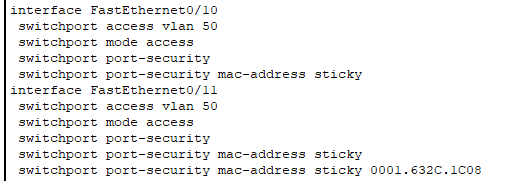 interface FastEthernet0/10
switchport access vlan 50
switchport mode access
switchport port-security
switchport port-security mac-address sticky
interface FastEthernet0/11
switchport access vlan 50
switchport mode access
switchport port-security
switchport port-security mac-address sticky
switchport port-security mac-address sticky 0001.632C.1C08